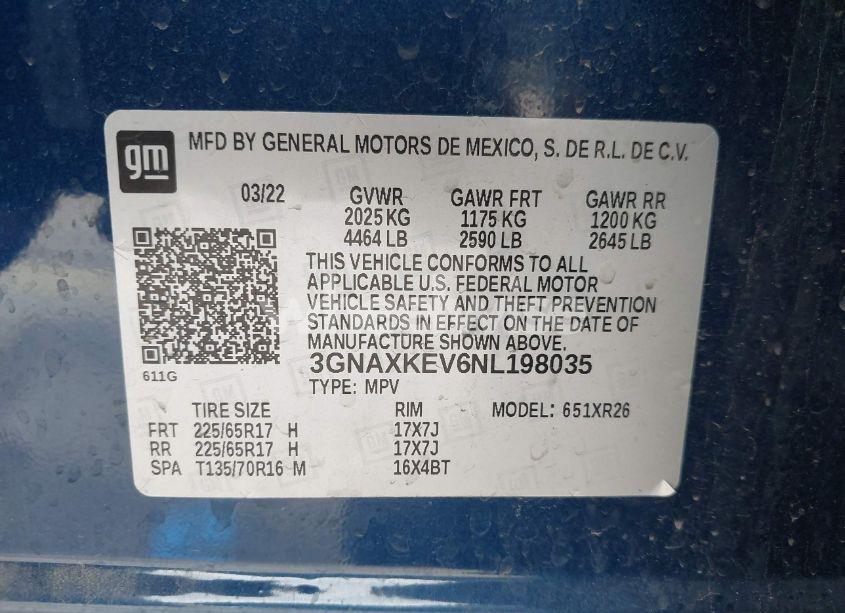 gm MFD BY GENERAL MOTORS DE MEXICO, S. DE R.L. DE C.V.
03/22 GVWR GAWR FRT GAWR RR
2025 KG 1175 KG 1200 KG
4464 LB 2590 LB 2645 LB
THIS VEHICLE CONFORMS TO ALL
APPLICABLE U.S. FEDERAL MOTOR
VEHICLE SAFETY AND THEFT PREVENTION
STANDARDS IN EFFECT ON THE DATE OF
MANUFACTURE SHOWN ABOVE.
3GNAXKEV6NL198035
611G
TYPE: MPV
TIRE SIZE RIM MODEL: 651XR26
FRT 225/65R17 H 17X7J
RR 225/65R17 H 17X7J
SPA T135/70R16 M 16X4BT